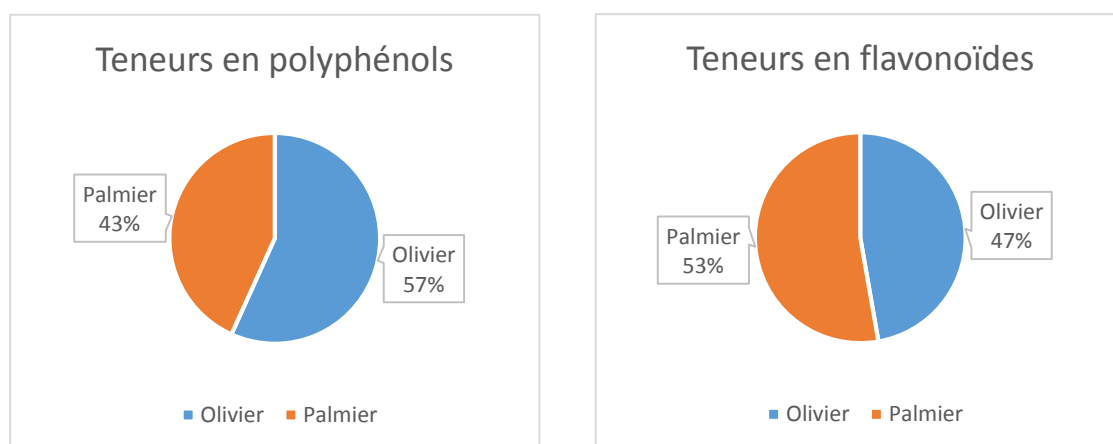 Teneurs en polyphénols
Palmier
43%
Olivier
57%
Olivier Palmier
Teneurs en flavonoïdes
Palmier
53%
Olivier
47%
Olivier Palmier